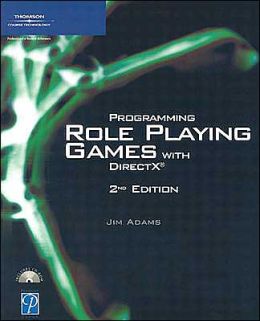 THOMSON
COURSE TECHNOLOGY
PROGRAMMING
ROLE PLAYING
GAMES WITH
DIRECTX®
2ND EDITION
JIM ADAMS